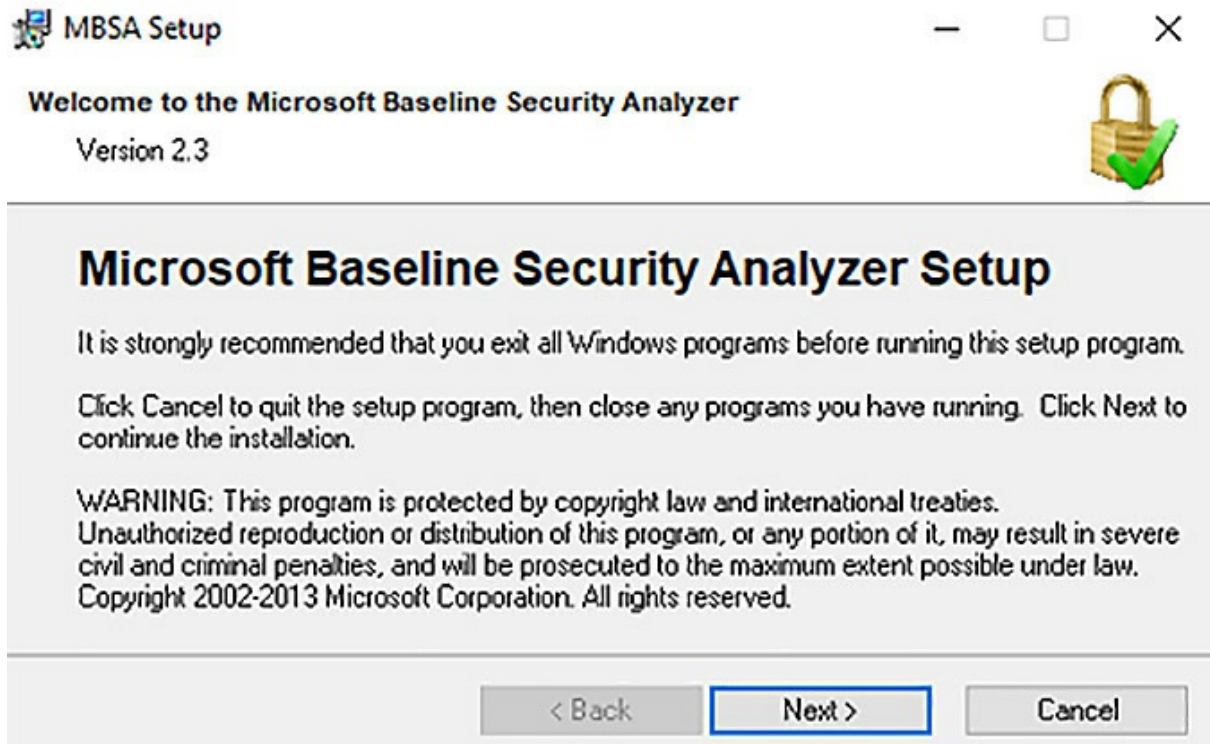 MBSA Setup
Welcome to the Microsoft Baseline Security Analyzer
Version 2.3
Microsoft Baseline Security Analyzer Setup
It is strongly recommended that you exit all Windows programs before running this setup program.
Click Cancel to quit the setup program, then close any programs you have running.  Click Next to
continue the installation.
WARNING: This program is protected by copyright law and international treaties.
Unauthorized reproduction or distribution of this program, or any portion of it, may result in severe
civil and criminal penalties, and will be prosecuted to the maximum extent possible under law.
Copyright 2002-2013 Microsoft Corporation. All rights reserved.
< Back Next > Cancel